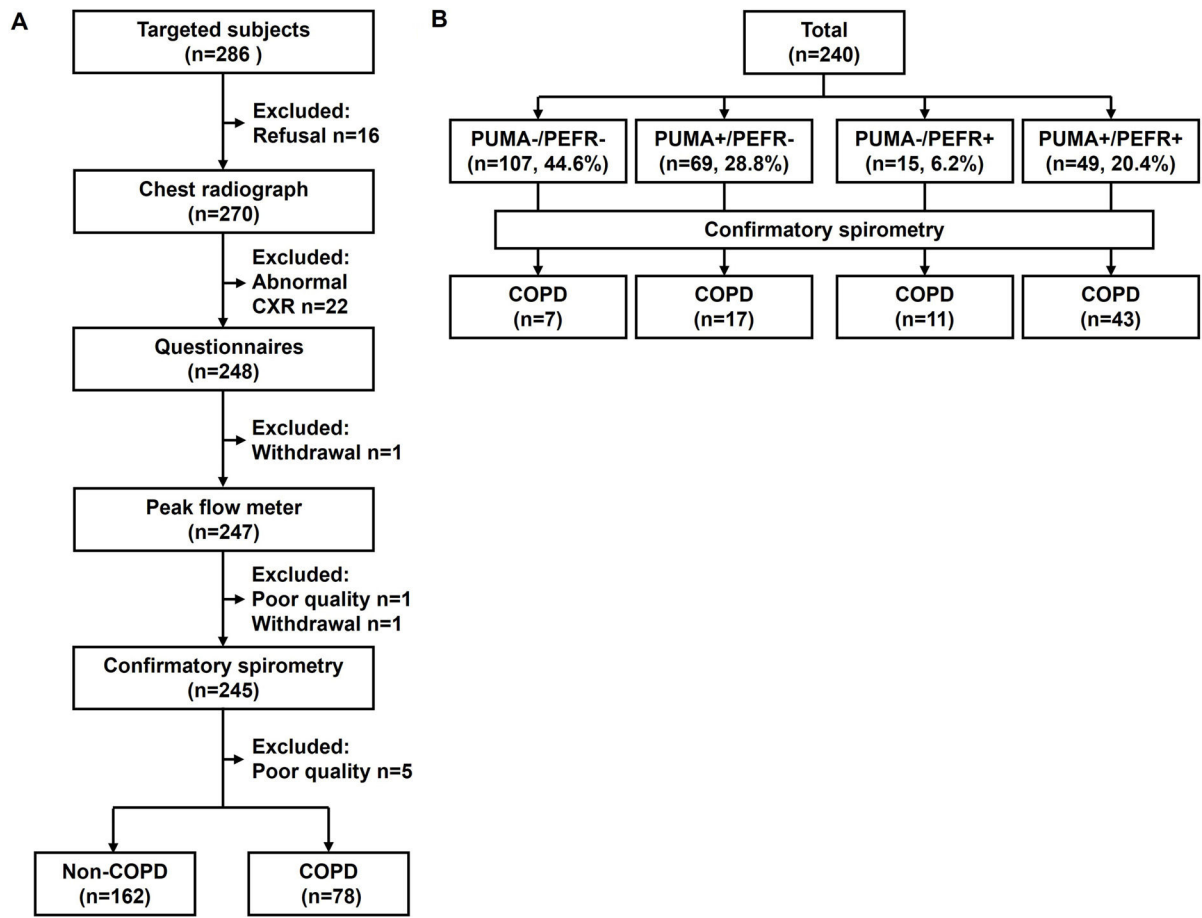 A
Targeted subjects
(n=286 )
Excluded:
Refusal n=16
Chest radiograph
(n=270)
Excluded:
Abnormal
CXR n=22
Questionnaires
(n=248)
Excluded:
Withdrawal n=1
Peak flow meter
(n=247)
Excluded:
Poor quality n=1
Withdrawal n=1
Confirmatory spirometry
(n=245)
Excluded:
Poor quality n=5
Non-COPD
(n=162)
COPD
(n=78)
B
Total
(n=240)
PUMA-/PEFR-
(n=107, 44.6%)
PUMA+/PEFR-
(n=69, 28.8%)
PUMA-/PEFR+
(n=15, 6.2%)
PUMA+/PEFR+
(n=49, 20.4%)
Confirmatory spirometry
COPD
(n=7)
COPD
(n=17)
COPD
(n=11)
COPD
(n=43)